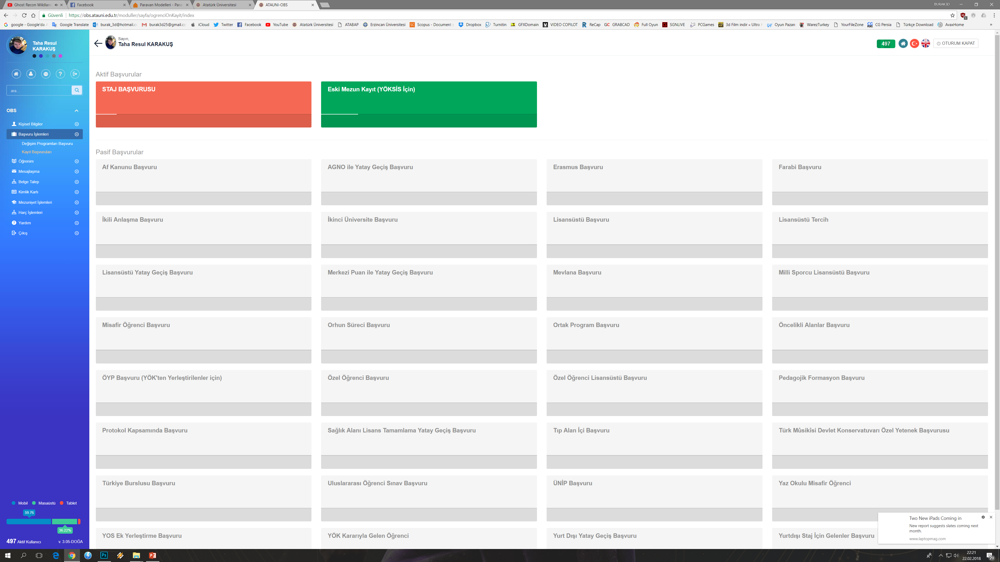 Ghost Recon Wildland
Facebook
Paravan Modelleri - Para
Atatürk Üniversitesi
ATAUNI-OBS
BURAK3D
Güvenli
https://obs.atauni.edu.tr/moduller/sayfa/ogrenciOnKayit/index
google - Google'da A
Google Translate
burak_3d@hotmail.co
burak3d25@gmail.co
iCloud
Twitter
Facebook
YouTube
Atatürk Üniversitesi
ATABAP
Erzincan Üniversitesi
Scopus - Document s
Dropbox
Turnitin
GFXDomain
VIDEO COPILOT
ReCap
GRABCAD
Full Oyun
SGNLIVE
PCGames
3d Film indir » Ultra H
Oyun Pazarı
WarezTurkey
YourFileZone
CG Persia
Türkçe Download
AvaxHome
Taha Resul
KARAKUŞ
ara...
OBS
Kişisel Bilgiler
Başvuru İşlemleri
Değişim Programları Başvuru
Kayıt Başvuruları
Öğrenim
Mesajlaşma
Belge Talep
Kimlik Kartı
Mezuniyet İşlemleri
Harç İşlemleri
Yardım
Çıkış
Mobil Masaüstü Tablet
59.76
36.22%
497 Aktif Kullanıcı v. 3.05-DOĞA
Sayın,
Taha Resul KARAKUŞ
497
OTURUM KAPAT
Aktif Başvurular
STAJ BAŞVURUSU
Eski Mezun Kayıt (YÖKSİS İçin)
Pasif Başvurular
Af Kanunu Başvuru
AGNO ile Yatay Geçiş Başvuru
Erasmus Başvuru
Farabi Başvuru
İkili Anlaşma Başvuru
İkinci Üniversite Başvuru
Lisansüstü Başvuru
Lisansüstü Tercih
Lisansüstü Yatay Geçiş Başvuru
Merkezi Puan ile Yatay Geçiş Başvuru
Mevlana Başvuru
Milli Sporcu Lisansüstü Başvuru
Misafir Öğrenci Başvuru
Orhun Süreci Başvuru
Ortak Program Başvuru
Öncelikli Alanlar Başvuru
ÖYP Başvuru (YÖK'ten Yerleştirilenler için)
Özel Öğrenci Başvuru
Özel Öğrenci Lisansüstü Başvuru
Pedagojik Formasyon Başvuru
Protokol Kapsamında Başvuru
Sağlık Alanı Lisans Tamamlama Yatay Geçiş Başvuru
Tıp Alan İçi Başvuru
Türk Mûsikîsi Devlet Konservatuvarı Özel Yetenek Başvurusu
Türkiye Burslusu Başvuru
Uluslararası Öğrenci Sınav Başvuru
ÜNİP Başvuru
Yaz Okulu Misafir Öğrenci
YOS Ek Yerleştirme Başvuru
YÖK Kararıyla Gelen Öğrenci
Yurt Dışı Yatay Geçiş Başvuru
Yurtdışı Staj İçin Gelenler Başvuru
Two New iPads Coming in
New report suggests slates coming next
month.
www.laptopmag.com
22:21
22.02.2018
20